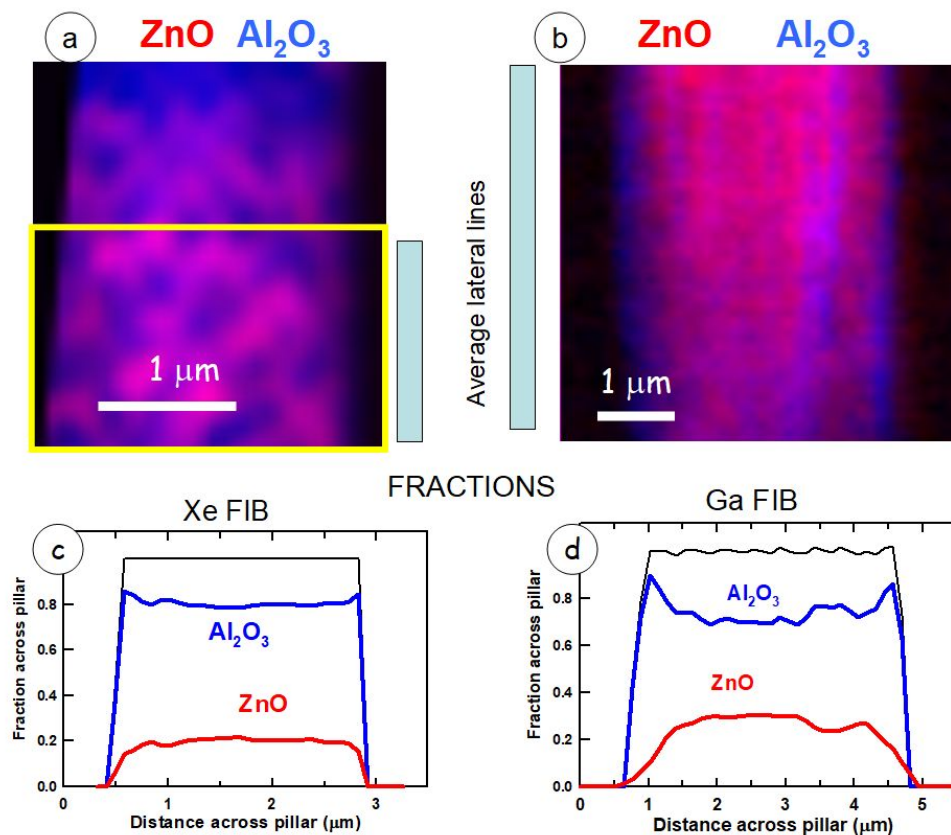 a
ZnO Al₂O₃
b
ZnO Al₂O₃
1 μm
Average lateral lines
1 μm
FRACTIONS
c
Xe FIB
Fraction across pillar
0.8
0.6
0.4
0.2
0.0
Al₂O₃
ZnO
0 1 2 3
Distance across pillar (μm)
d
Ga FIB
Fraction across pillar
0.8
0.6
0.4
0.2
0.0
Al₂O₃
ZnO
0 1 2 3 4 5
Distance across pillar (μm)